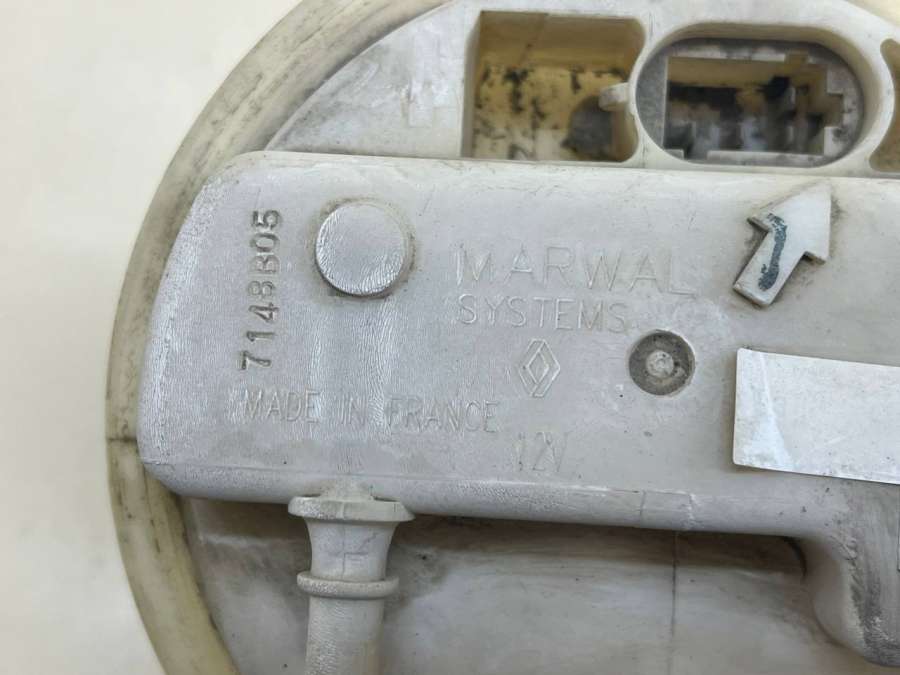 7148B05
MARWAL
SYSTEMS
MADE IN FRANCE
12V